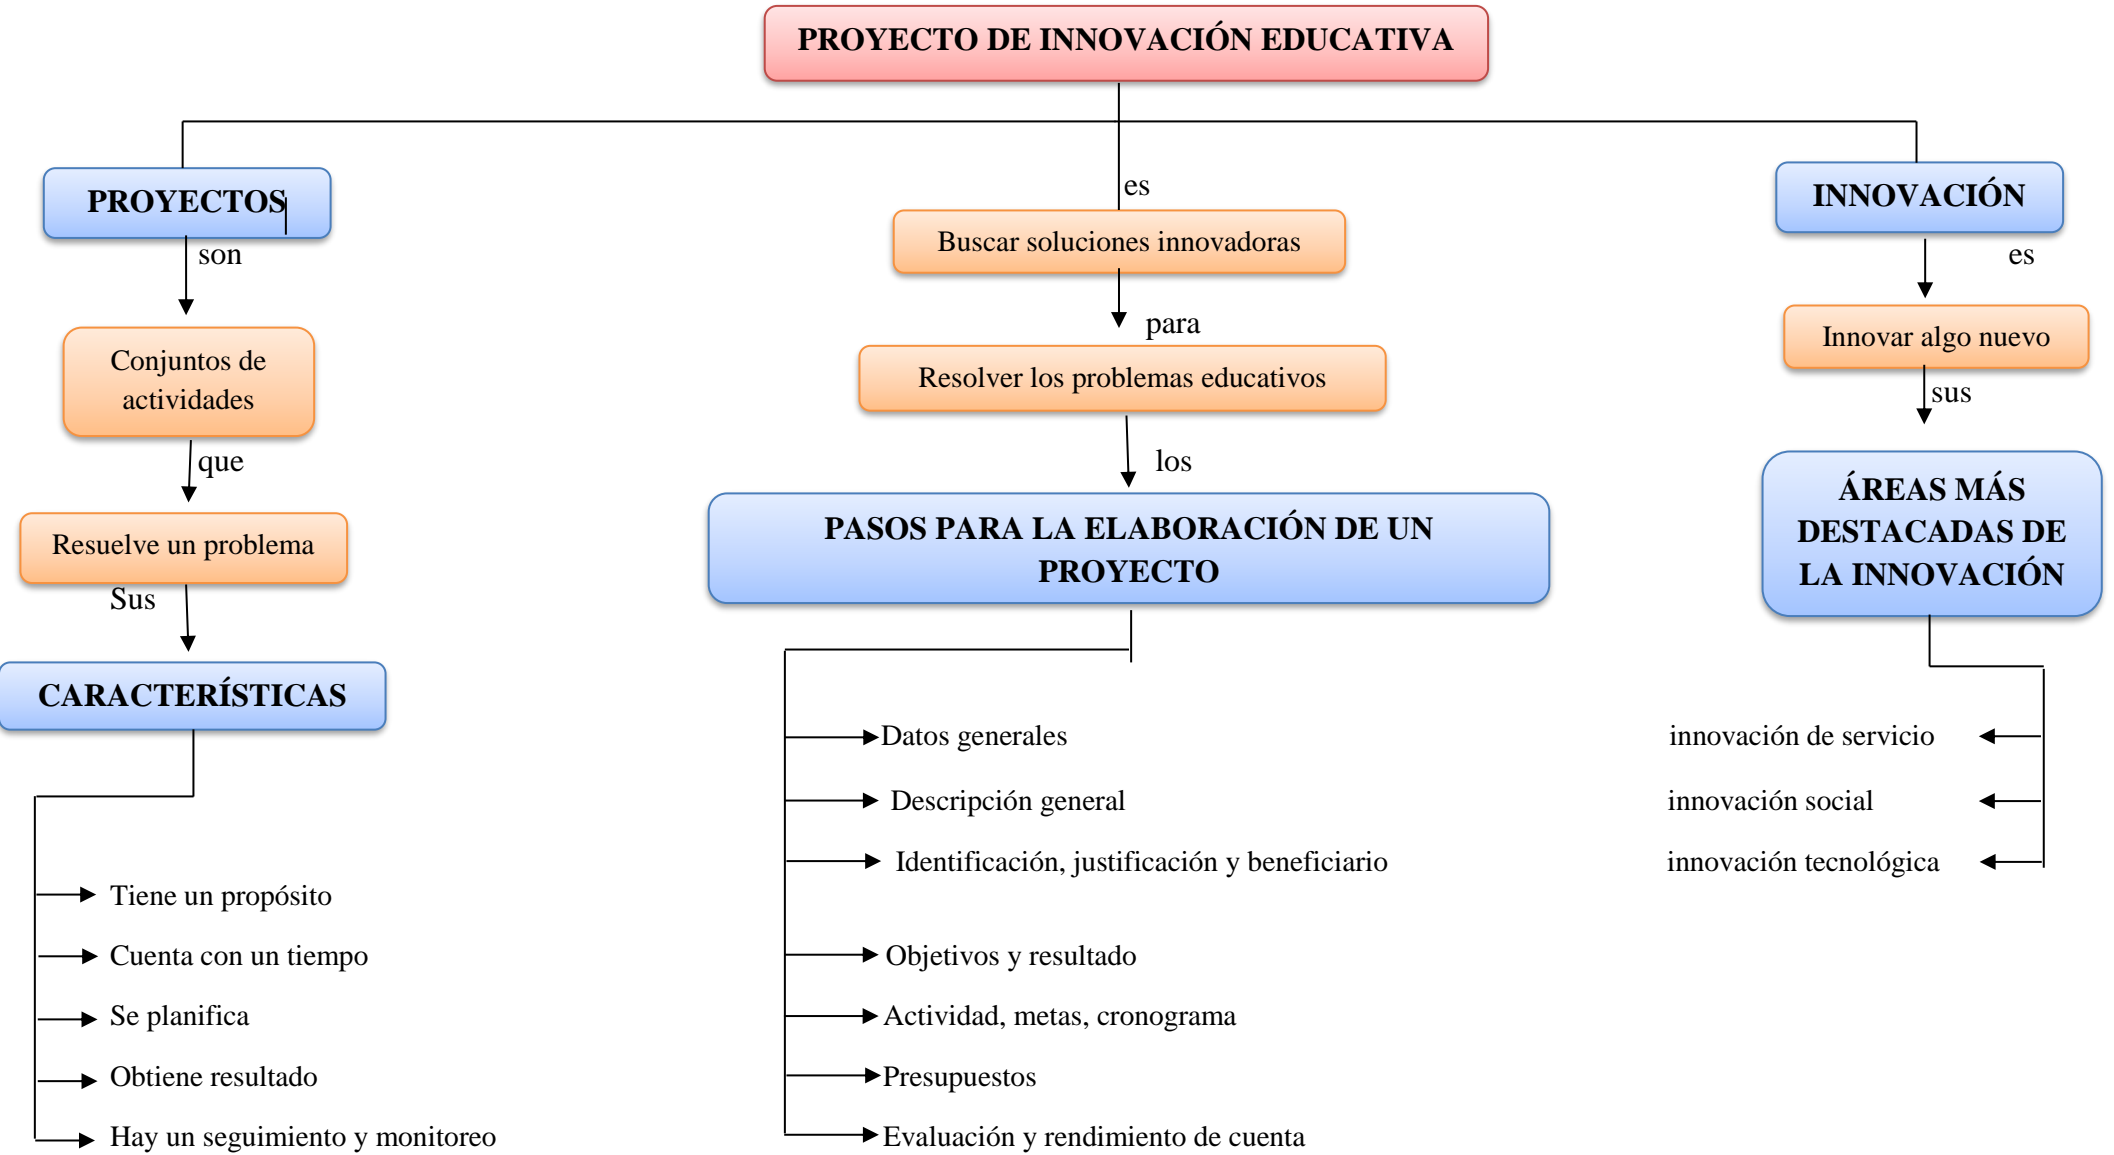 PROYECTO DE INNOVACIÓN EDUCATIVA
PROYECTOS
son
Conjuntos de
actividades
que
Resuelve un problema
Sus
CARACTERÍSTICAS
Tiene un propósito
Cuenta con un tiempo
Se planifica
Obtiene resultado
Hay un seguimiento y monitoreo
es
Buscar soluciones innovadoras
para
Resolver los problemas educativos
los
PASOS PARA LA ELABORACIÓN DE UN
PROYECTO
Datos generales
Descripción general
Identificación, justificación y beneficiario
Objetivos y resultado
Actividad, metas, cronograma
Presupuestos
Evaluación y rendimiento de cuenta
INNOVACIÓN
es
Innovar algo nuevo
sus
ÁREAS MÁS
DESTACADAS DE
LA INNOVACIÓN
innovación de servicio
innovación social
innovación tecnológica